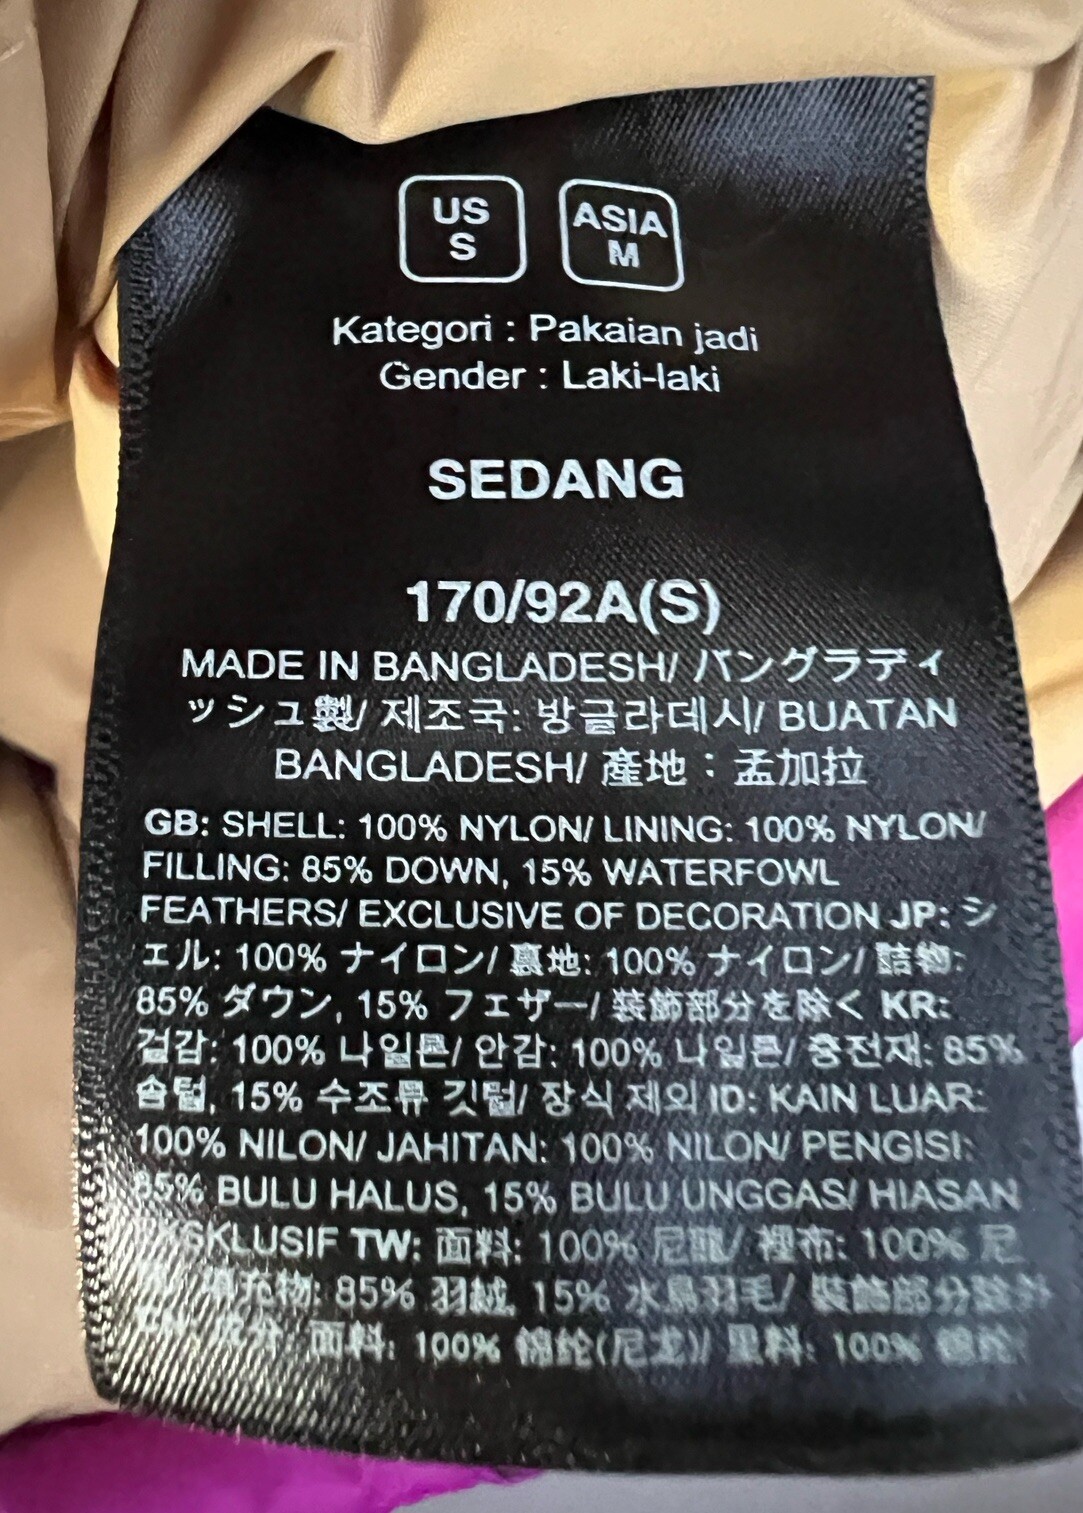 US
S
ASIA
M
Kategori : Pakaian jadi
Gender : Laki-laki
SEDANG
170/92A(S)
MADE IN BANGLADESH/ バングラディ
ッシュ製/ 제조국: 방글라데시/ BUATAN
BANGLADESH/ 產地：孟加拉
GB: SHELL: 100% NYLON/ LINING: 100% NYLON/
FILLING: 85% DOWN, 15% WATERFOWL
FEATHERS/ EXCLUSIVE OF DECORATION JP: シ
ェル: 100% ナイロン/ 裏地: 100% ナイロン/ 詰物:
85% ダウン, 15% フェザー/ 装飾部分を除く KR:
겉감: 100% 나일론/ 안감: 100% 나일론/ 충전재: 85%
솜털, 15% 수조류 깃털/ 장식 제외 ID: KAIN LUAR:
100% NILON/ JAHITAN: 100% NILON/ PENGISI:
85% BULU HALUS, 15% BULU UNGGAS/ HIASAN
EKSKLUSIF TW: 面料: 100% 尼龍/ 裡布: 100% 尼
填充物: 85% 羽絨, 15% 水鳥羽毛/ 裝飾部分除外
成分: 面料: 100% 锦纶(尼龙)/ 里料: 100% 锦纶